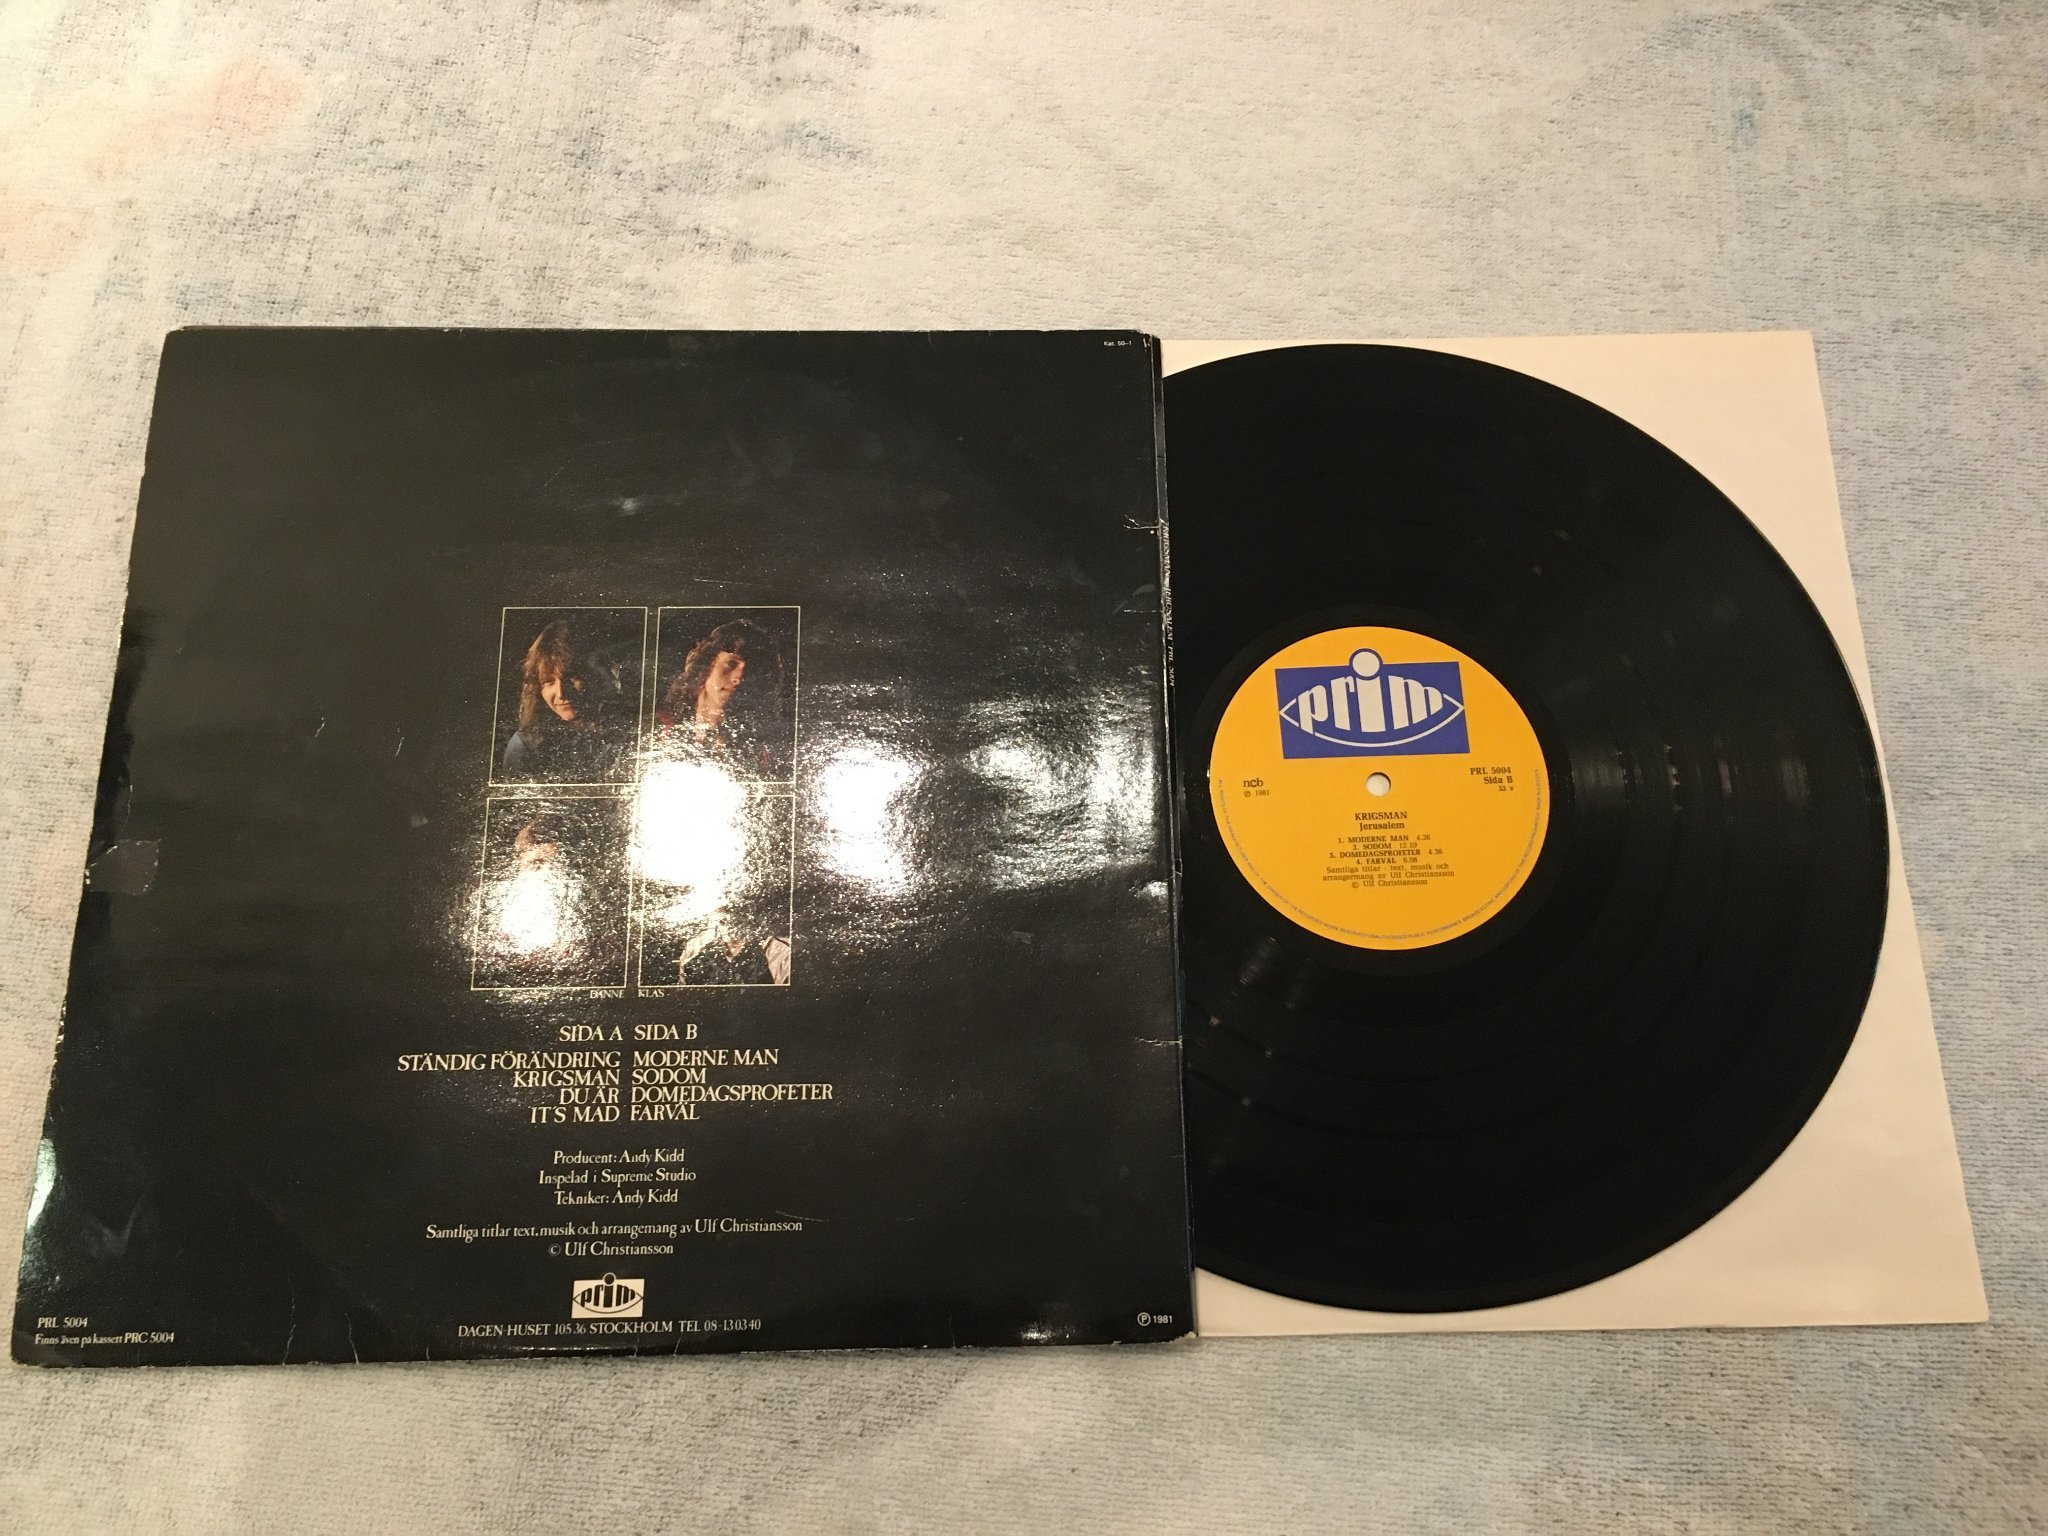 Kat. 50-1
KRIGSMAN JERUSALEM PRL 5004
DANNE KLAS
SIDA A SIDA B
STÄNDIG FÖRÄNDRING MODERNE MAN
KRIGSMAN SODOM
DU ÄR DOMEDAGSPROFETER
IT'S MAD FARVÄL
Producent: Andy Kidd
Inspelad i Supreme Studio
Tekniker: Andy Kidd
Samtliga titlar text, musik och arrangemang av Ulf Christiansson
© Ulf Christiansson
prim
DAGEN-HUSET 105 36 STOCKHOLM TEL 08-13 03 40
PRL 5004
Finns även på kassett PRC 5004
℗ 1981
prim
ncb
℗ 1981
PRL 5004
Sida B
33 v
KRIGSMAN
Jerusalem
1. MODERNE MAN 4.26
2. SODOM 12.10
3. DOMEDAGSPROFETER 4.36
4. FARVÄL 6.06
Samtliga titlar - text, musik och
arrangemang av Ulf Christiansson
© Ulf Christiansson